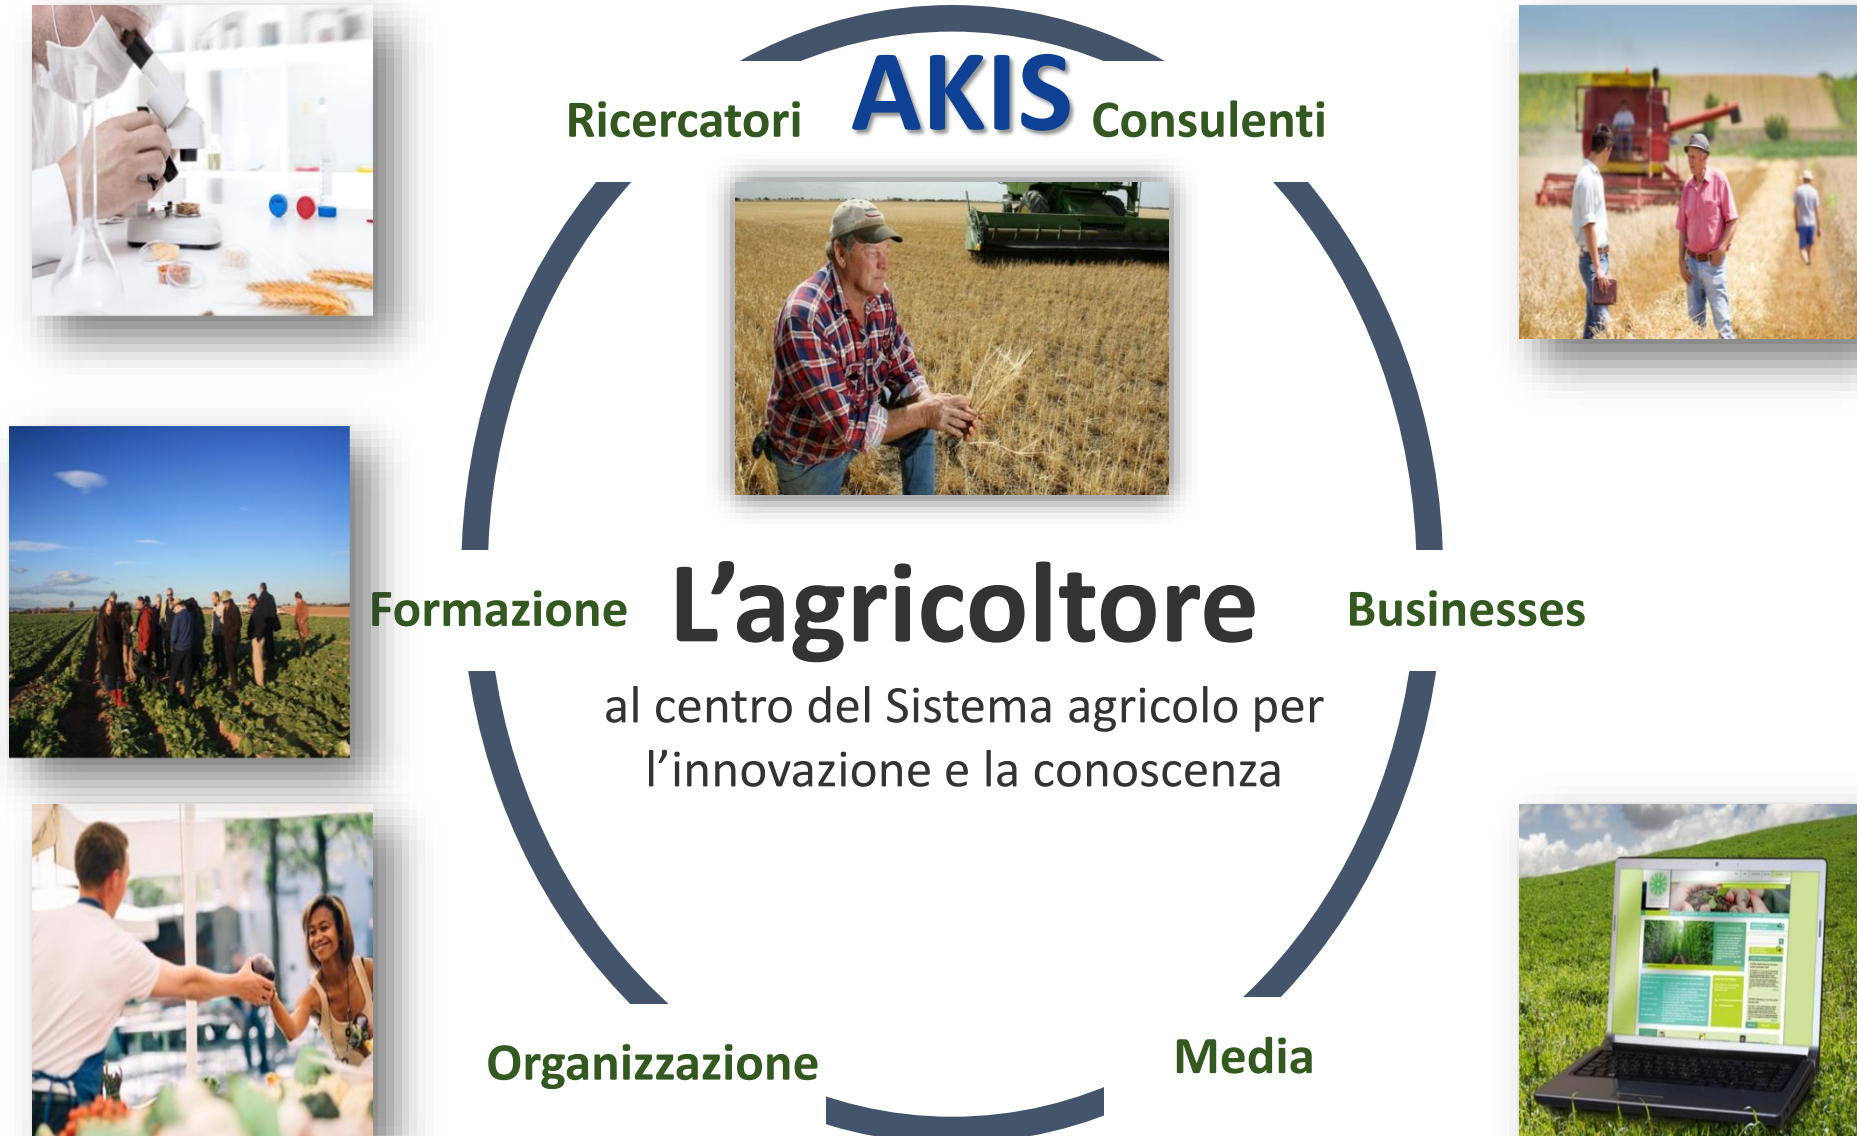 AKIS
Ricercatori
Consulenti
Formazione
L’agricoltore
Businesses
al centro del Sistema agricolo per
l’innovazione e la conoscenza
Organizzazione
Media